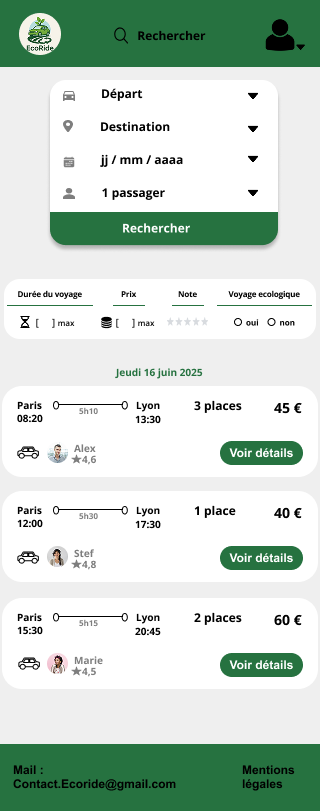 EcoRide
Rechercher
Départ
Destination
jj / mm / aaaa
1 passager
Rechercher
Durée du voyage Prix Note Voyage ecologique
[ ] max [ ] max oui non
Jeudi 16 juin 2025
Paris Lyon 3 places 45 €
08:20 5h10 13:30
Alex
★4,6
Voir détails
Paris Lyon 1 place 40 €
12:00 5h30 17:30
Stef
★4,8
Voir détails
Paris Lyon 2 places 60 €
15:30 5h15 20:45
Marie
★4,5
Voir détails
Mail :
Contact.Ecoride@gmail.com
Mentions
légales